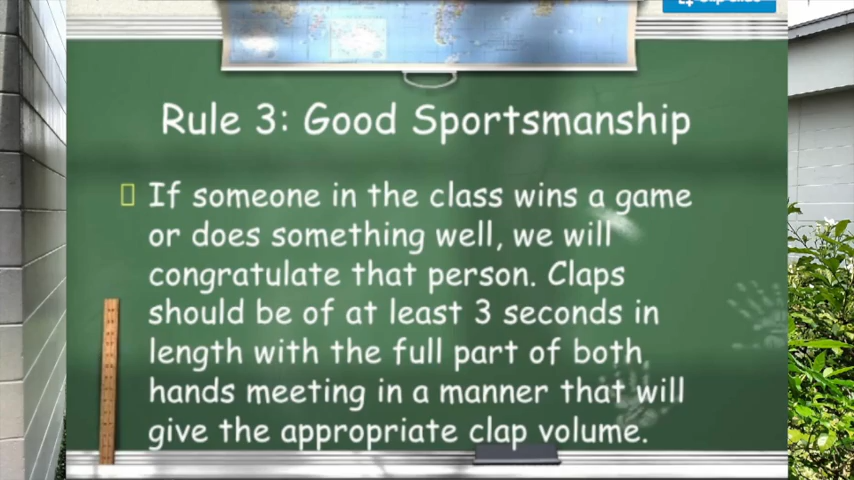 Rule 3: Good Sportsmanship
If someone in the class wins a game
or does something well, we will
congratulate that person. Claps
should be of at least 3 seconds in
length with the full part of both
hands meeting in a manner that will
give the appropriate clap volume.